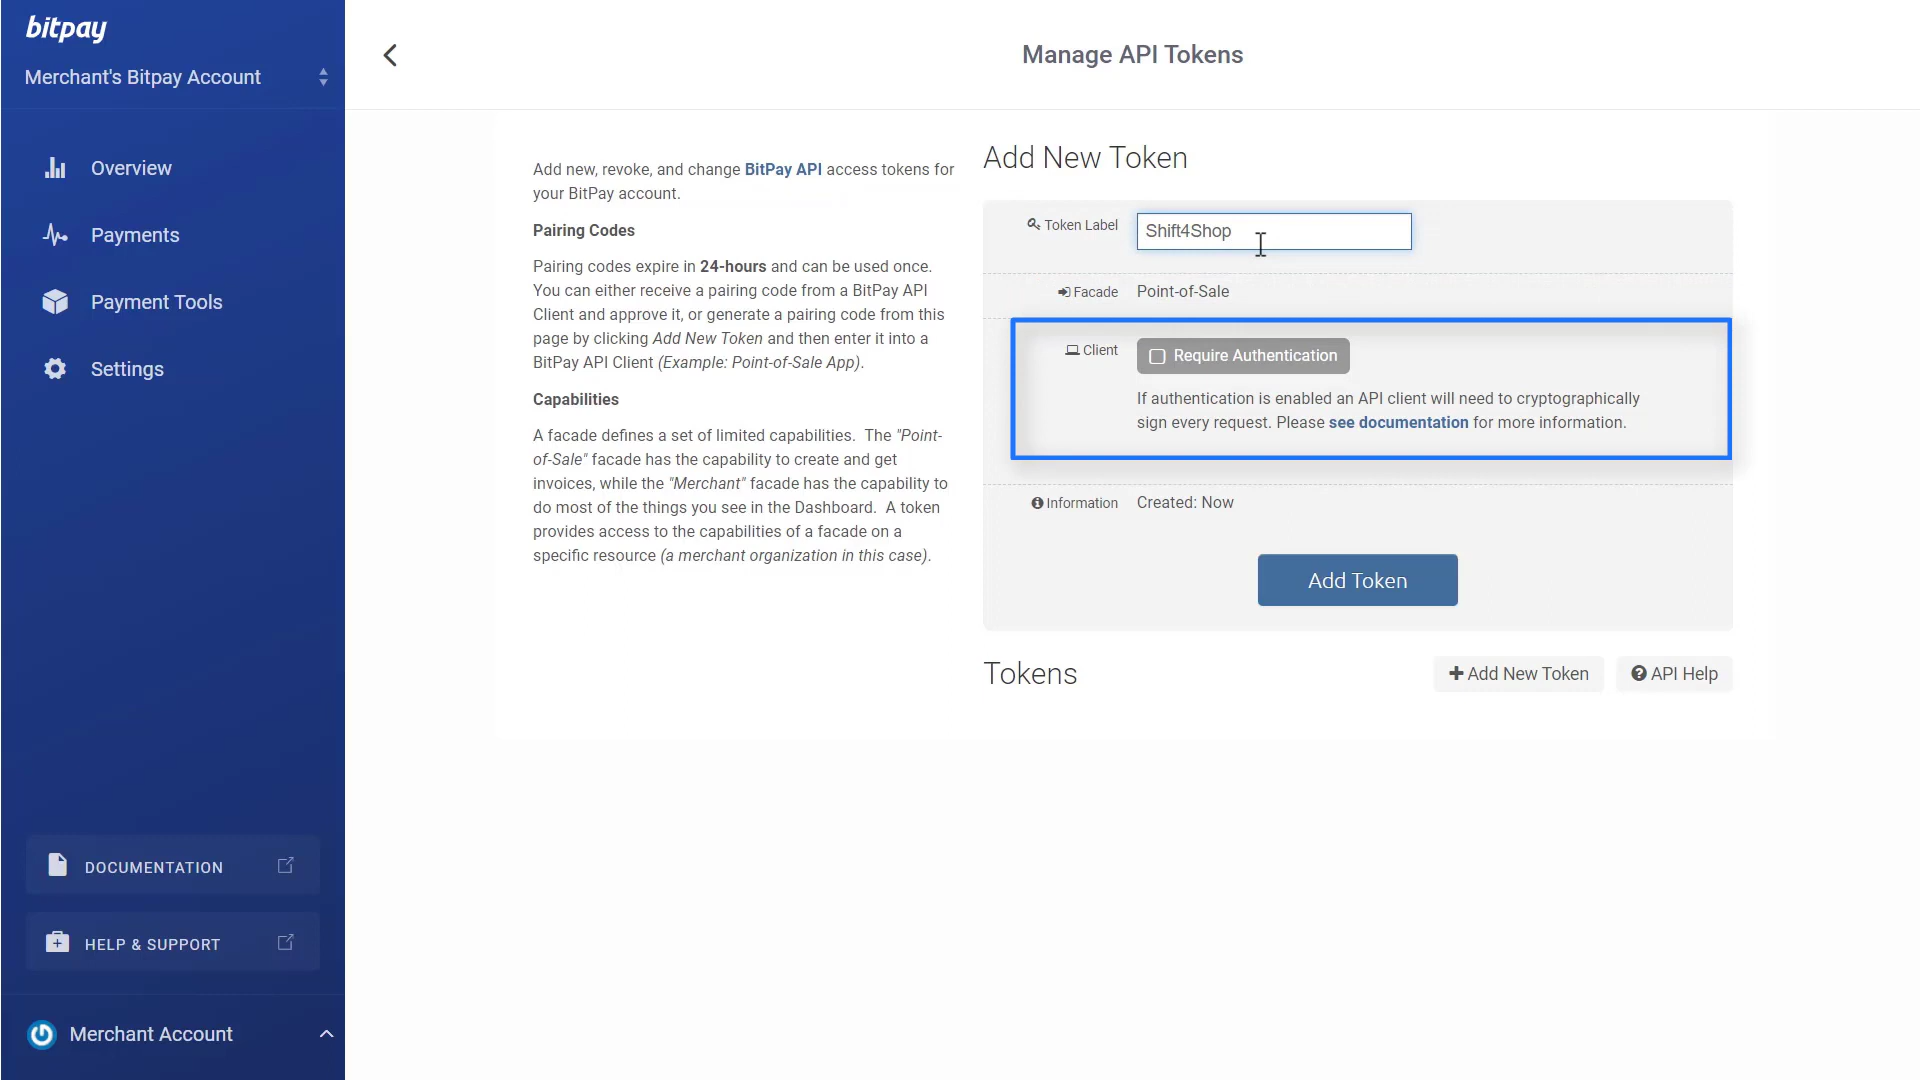 bitpay
Merchant's Bitpay Account
Overview
Payments
Payment Tools
Settings
DOCUMENTATION
HELP & SUPPORT
Merchant Account
Manage API Tokens
Add new, revoke, and change BitPay API access tokens for
your BitPay account.
Pairing Codes
Pairing codes expire in 24-hours and can be used once.
You can either receive a pairing code from a BitPay API
Client and approve it, or generate a pairing code from this
page by clicking Add New Token and then enter it into a
BitPay API Client (Example: Point-of-Sale App).
Capabilities
A facade defines a set of limited capabilities. The "Point-
of-Sale" facade has the capability to create and get
invoices, while the "Merchant" facade has the capability to
do most of the things you see in the Dashboard. A token
provides access to the capabilities of a facade on a
specific resource (a merchant organization in this case).
Add New Token
Token Label Shift4Shop
Facade Point-of-Sale
Client Require Authentication
If authentication is enabled an API client will need to cryptographically
sign every request. Please see documentation for more information.
Information Created: Now
Add Token
Tokens
Add New Token
API Help